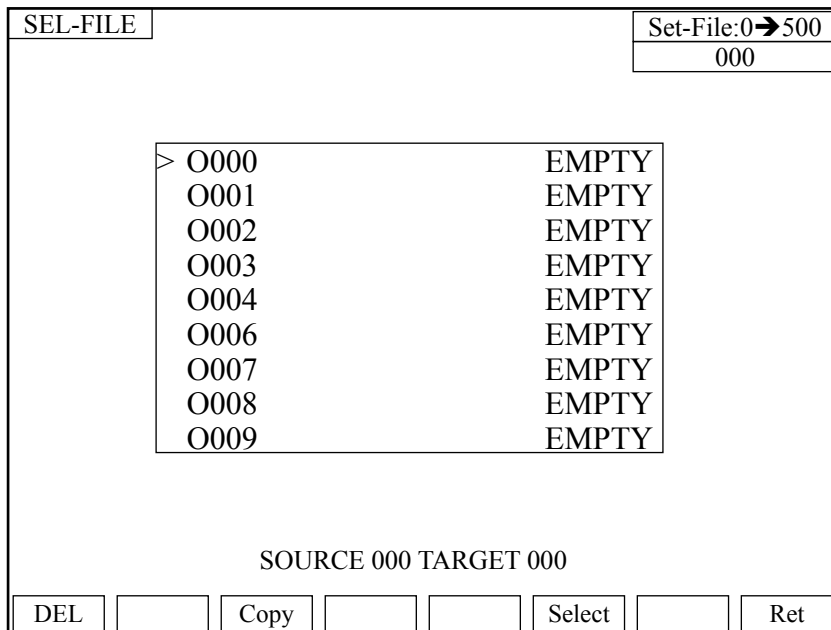 SEL-FILE
Set-File:0➔500
000
> O000 EMPTY
O001 EMPTY
O002 EMPTY
O003 EMPTY
O004 EMPTY
O006 EMPTY
O007 EMPTY
O008 EMPTY
O009 EMPTY
SOURCE 000 TARGET 000
DEL Copy Select Ret